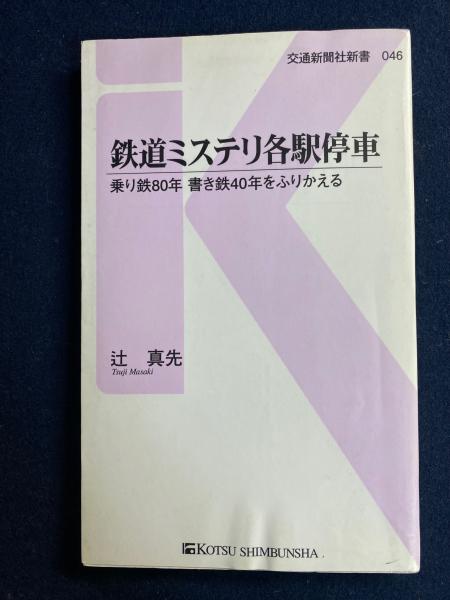 交通新聞社新書 046
鉄道ミステリ各駅停車
乗り鉄80年 書き鉄40年をふりかえる
辻 真先
Tsuji Masaki
KOTSU SHIMBUNSHA